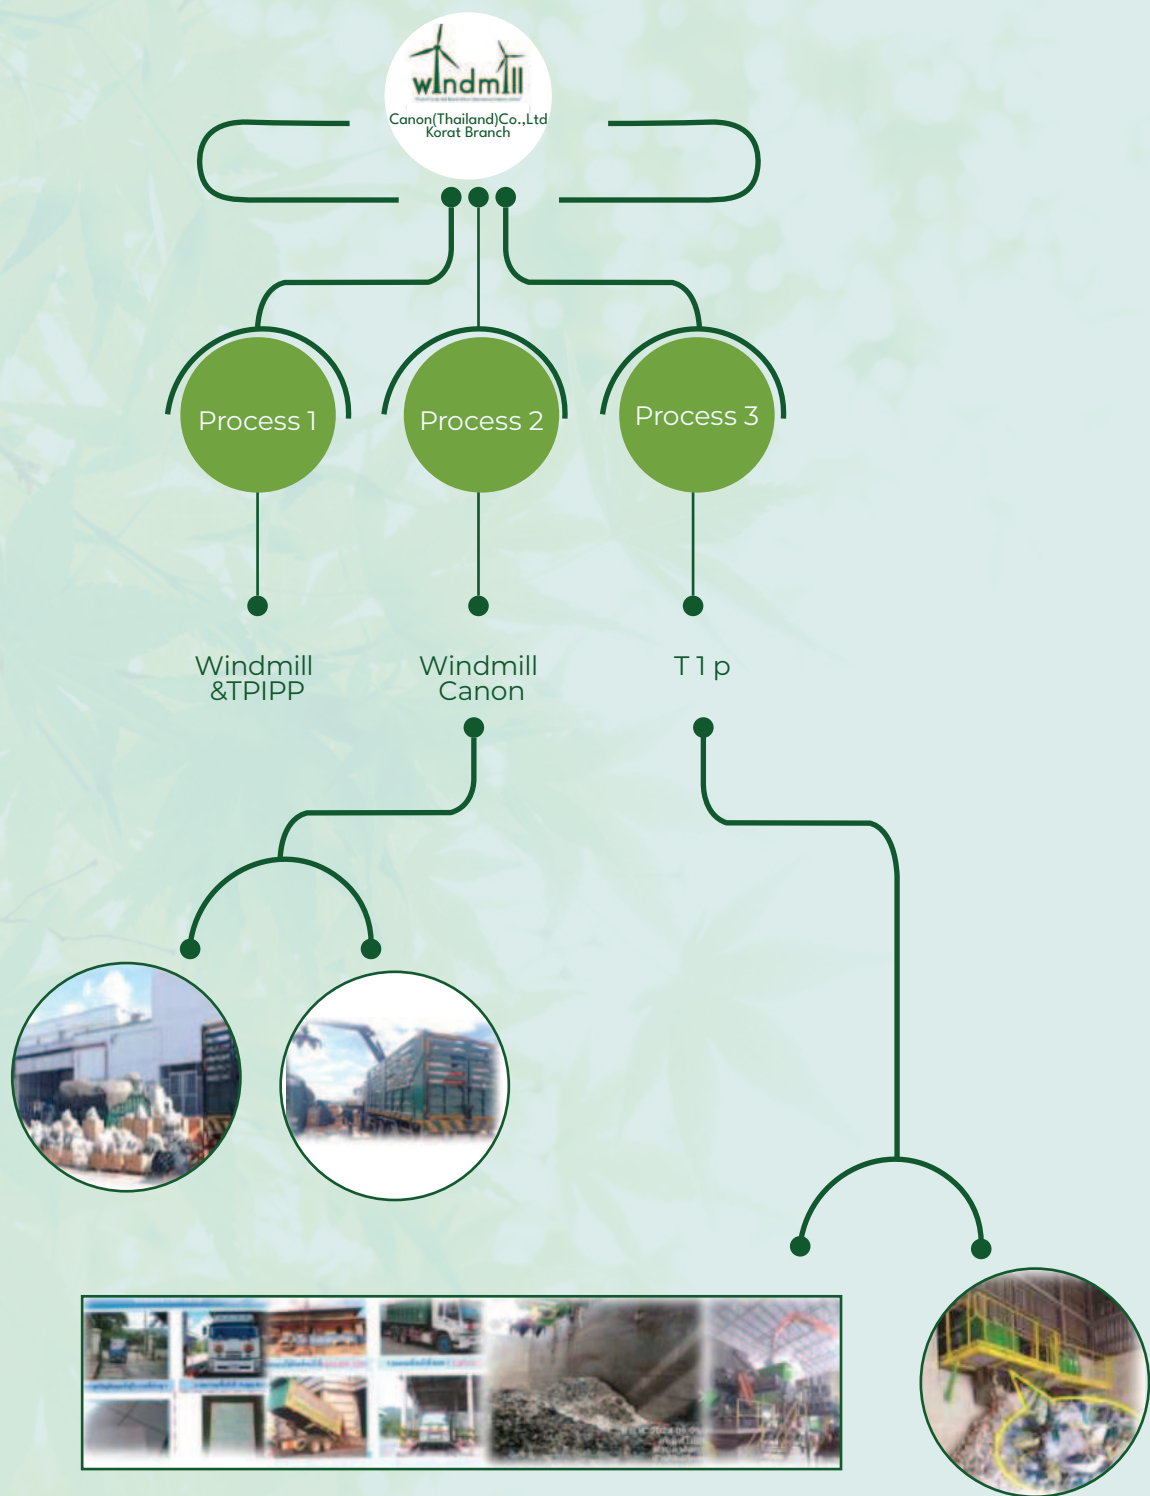 windmill
Canon(Thailand)Co.,Ltd
Korat Branch
Process 1
Process 2
Process 3
Windmill
&TPIPP
Windmill
Canon
T 1 p